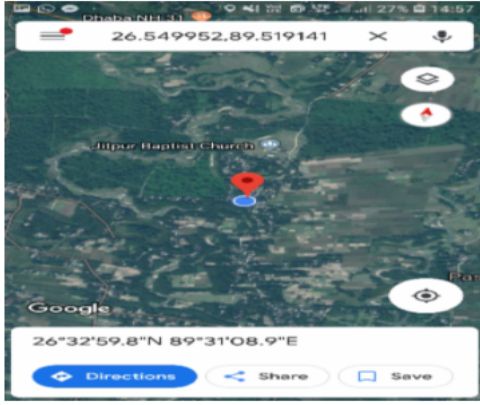 27% 14:57
Dhaba NH 31
26.549952,89.519141
Jitpur Baptist Church
Pas
Google
26°32'59.8"N 89°31'08.9"E
Directions Share Save